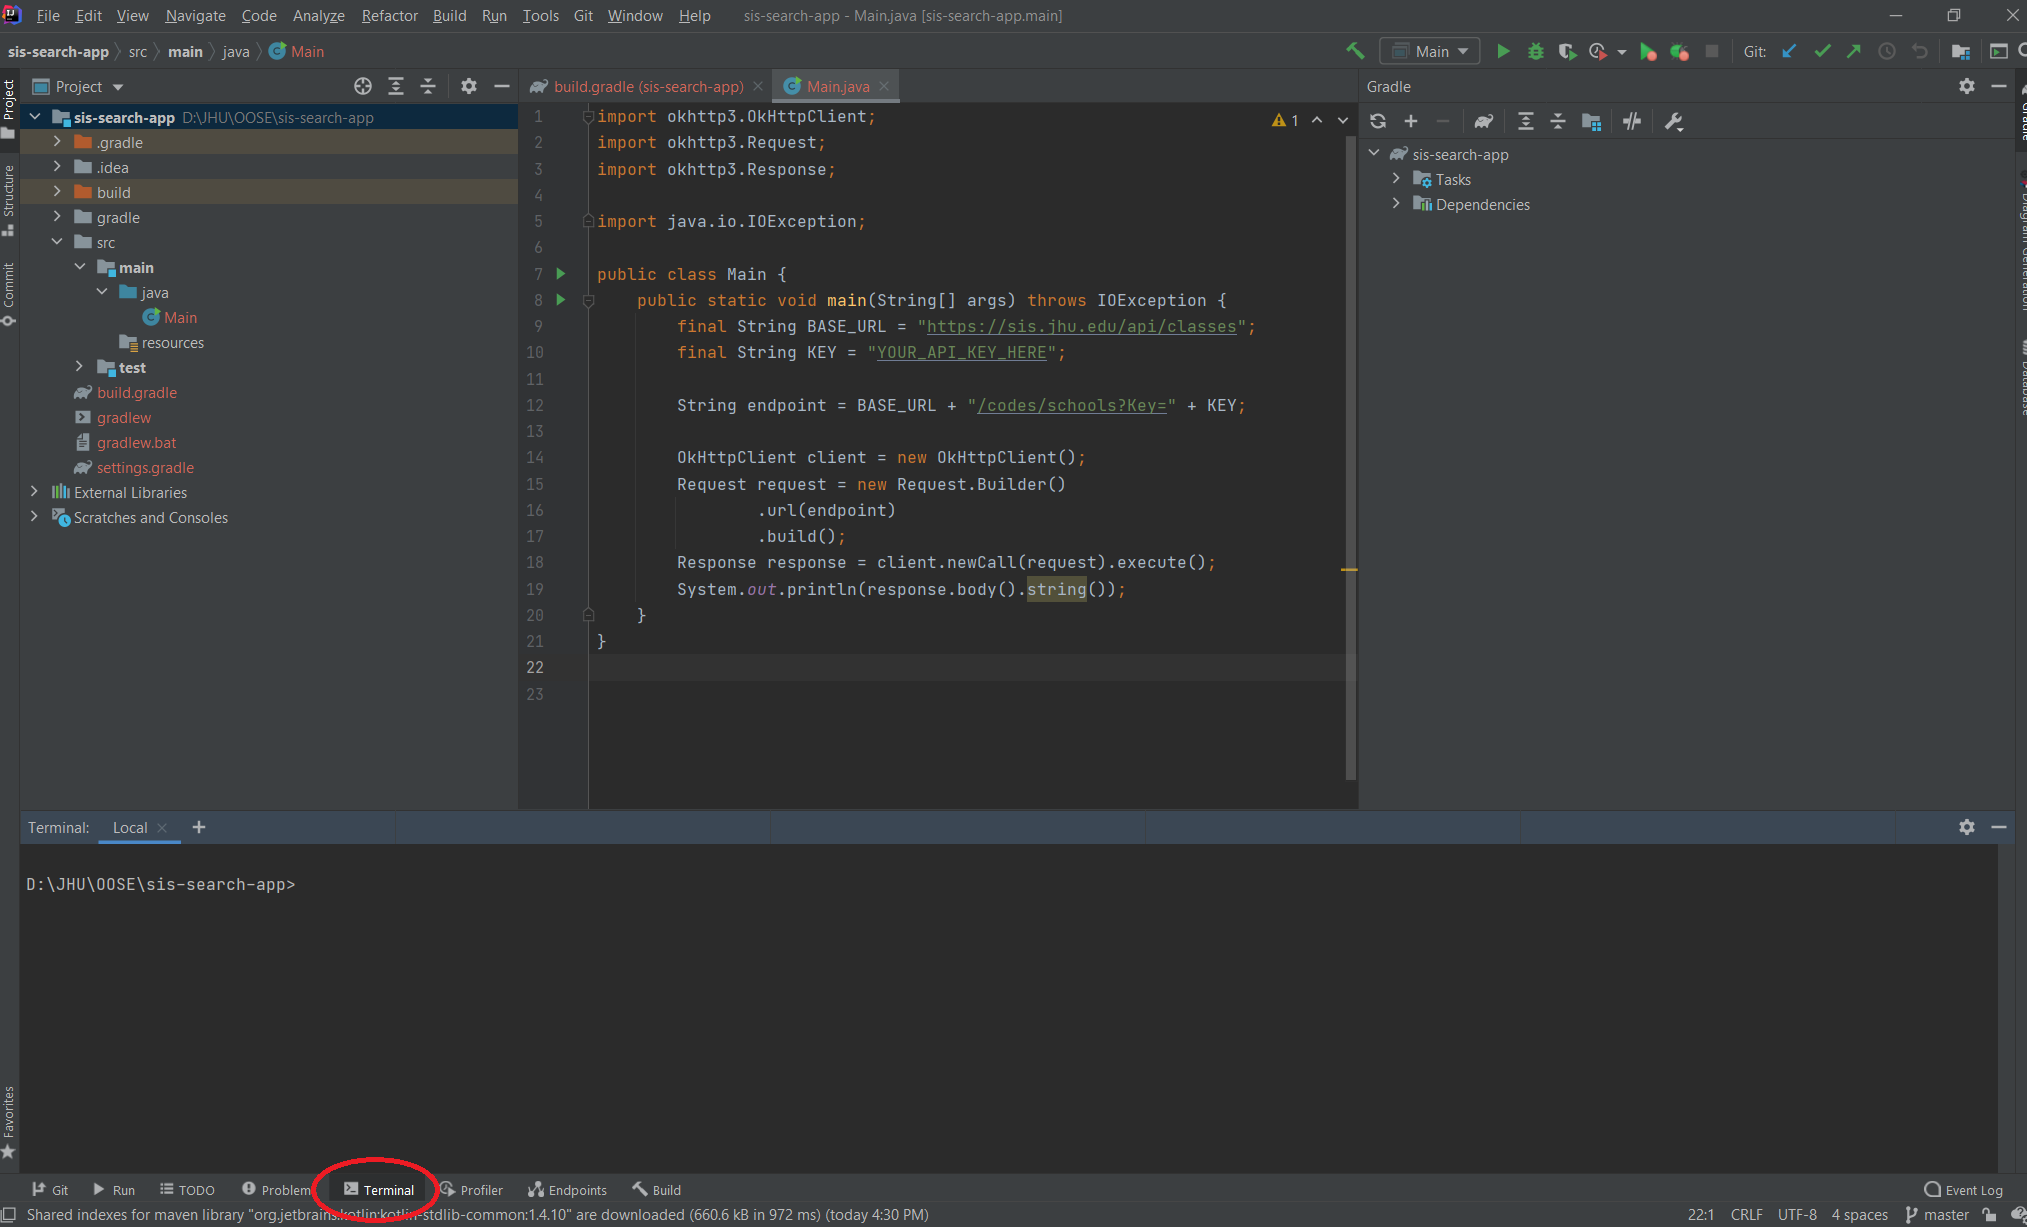 File Edit View Navigate Code Analyze Refactor Build Run Tools Git Window Help sis-search-app - Main.java [sis-search-app.main]
sis-search-app src main java Main
Main
Git:
Project
build.gradle (sis-search-app)
Main.java
Gradle
Project
Structure
Commit
Favorites
sis-search-app D:\JHU\OOSE\sis-search-app
.gradle
.idea
build
gradle
src
main
java
Main
resources
test
build.gradle
gradlew
gradlew.bat
settings.gradle
External Libraries
Scratches and Consoles
1 import okhttp3.OkHttpClient;
2 import okhttp3.Request;
3 import okhttp3.Response;
4
5 import java.io.IOException;
6
7 public class Main {
8 public static void main(String[] args) throws IOException {
9 final String BASE_URL = "https://sis.jhu.edu/api/classes";
10 final String KEY = "YOUR_API_KEY_HERE";
11
12 String endpoint = BASE_URL + "/codes/schools?Key=" + KEY;
13
14 OkHttpClient client = new OkHttpClient();
15 Request request = new Request.Builder()
16 .url(endpoint)
17 .build();
18 Response response = client.newCall(request).execute();
19 System.out.println(response.body().string());
20 }
21 }
22
23
1
sis-search-app
Tasks
Dependencies
Terminal: Local
D:\JHU\OOSE\sis-search-app>
Git Run TODO Problem Terminal Profiler Endpoints Build Event Log
Shared indexes for maven library "org.jetbrains.kotlin:kotlin-stdlib-common:1.4.10" are downloaded (660.6 kB in 972 ms) (today 4:30 PM) 22:1 CRLF UTF-8 4 spaces master